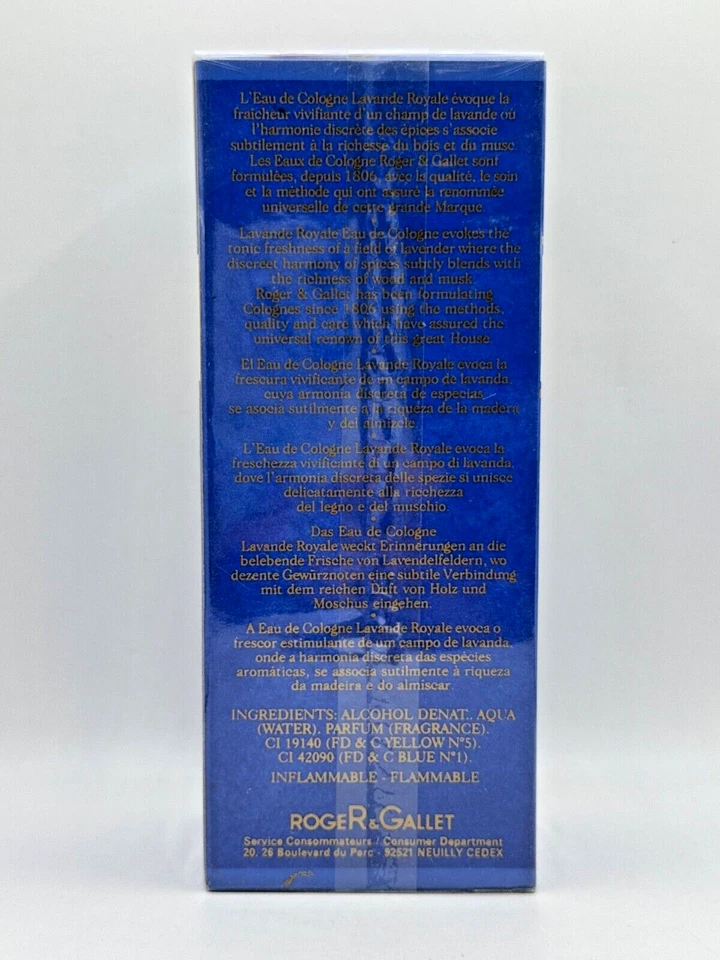 L'Eau de Cologne Lavande Royale évoque la
fraîcheur vivifiante d'un champ de lavande où
l'harmonie discrète des épices s'associe
subtilement à la richesse du bois et du musc.
Les Eaux de Cologne Roger & Gallet sont
formulées, depuis 1806, avec la qualité, le soin
et la méthode qui ont assuré la renommée
universelle de cette grande Marque.
Lavande Royale Eau de Cologne evokes the
tonic freshness of a field of lavender where the
discreet harmony of spices subtly blends with
the richness of wood and musk.
Roger & Gallet has been formulating
Colognes since 1806 using the methods,
quality and care which have assured the
universal renown of this great House.
El Eau de Cologne Lavande Royale evoca la
frescura vivificante de un campo de lavanda,
cuya armonia discreta de especias
se asocia sutilmente a la riqueza de la madera
y del almizcle.
L'Eau de Cologne Lavande Royale evoca la
freschezza vivificante di un campo di lavanda,
dove l'armonia discreta delle spezie si unisce
delicatamente alla ricchezza
del legno e del muschio.
Das Eau de Cologne
Lavande Royale weckt Erinnerungen an die
belebende Frische von Lavendelfeldern, wo
dezente Gewürznoten eine subtile Verbindung
mit dem reichen Duft von Holz und
Moschus eingehen.
A Eau de Cologne Lavande Royale evoca o
frescor estimulante de um campo de lavanda,
onde a harmonia discreta das espécies
aromáticas, se associa sutilmente à riqueza
da madeira e do almiscar.
INGREDIENTS: ALCOHOL DENAT., AQUA
(WATER), PARFUM (FRAGRANCE),
CI 19140 (FD & C YELLOW N°5),
CI 42090 (FD & C BLUE N°1).
INFLAMMABLE - FLAMMABLE
ROGER & GALLET
Service Consommateurs / Consumer Department
20, 26 Boulevard du Parc - 92521 NEUILLY CEDEX